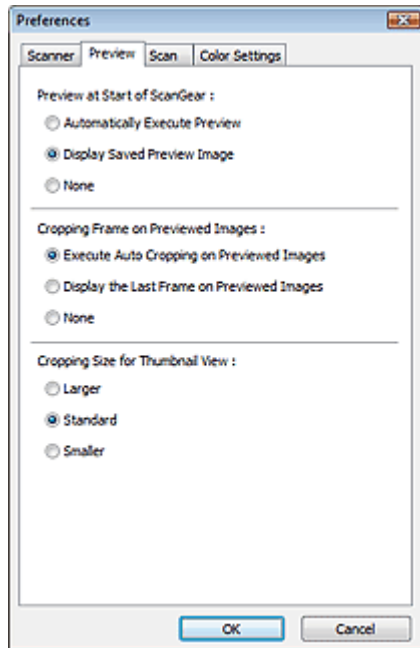 Preferences
Scanner Preview Scan Color Settings
Preview at Start of ScanGear :
Automatically Execute Preview
Display Saved Preview Image
None
Cropping Frame on Previewed Images :
Execute Auto Cropping on Previewed Images
Display the Last Frame on Previewed Images
None
Cropping Size for Thumbnail View :
Larger
Standard
Smaller
OK Cancel